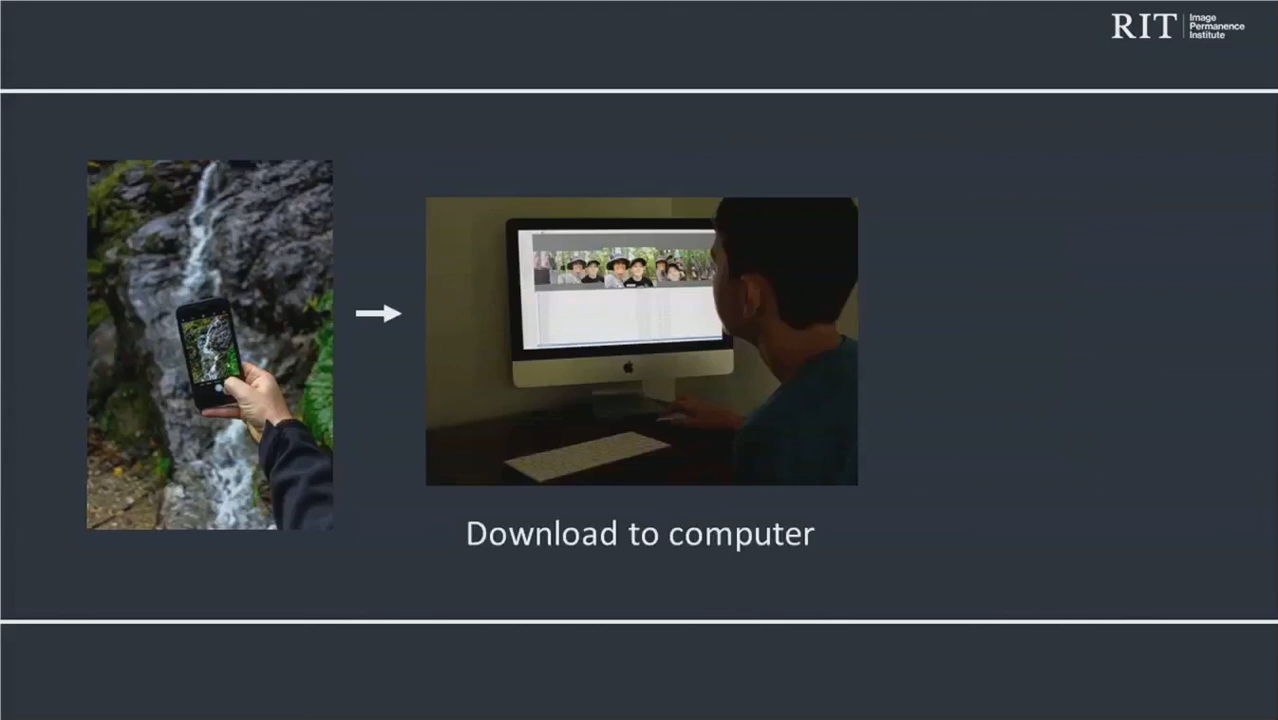 RIT
Image
Permanence
Institute
Download to computer